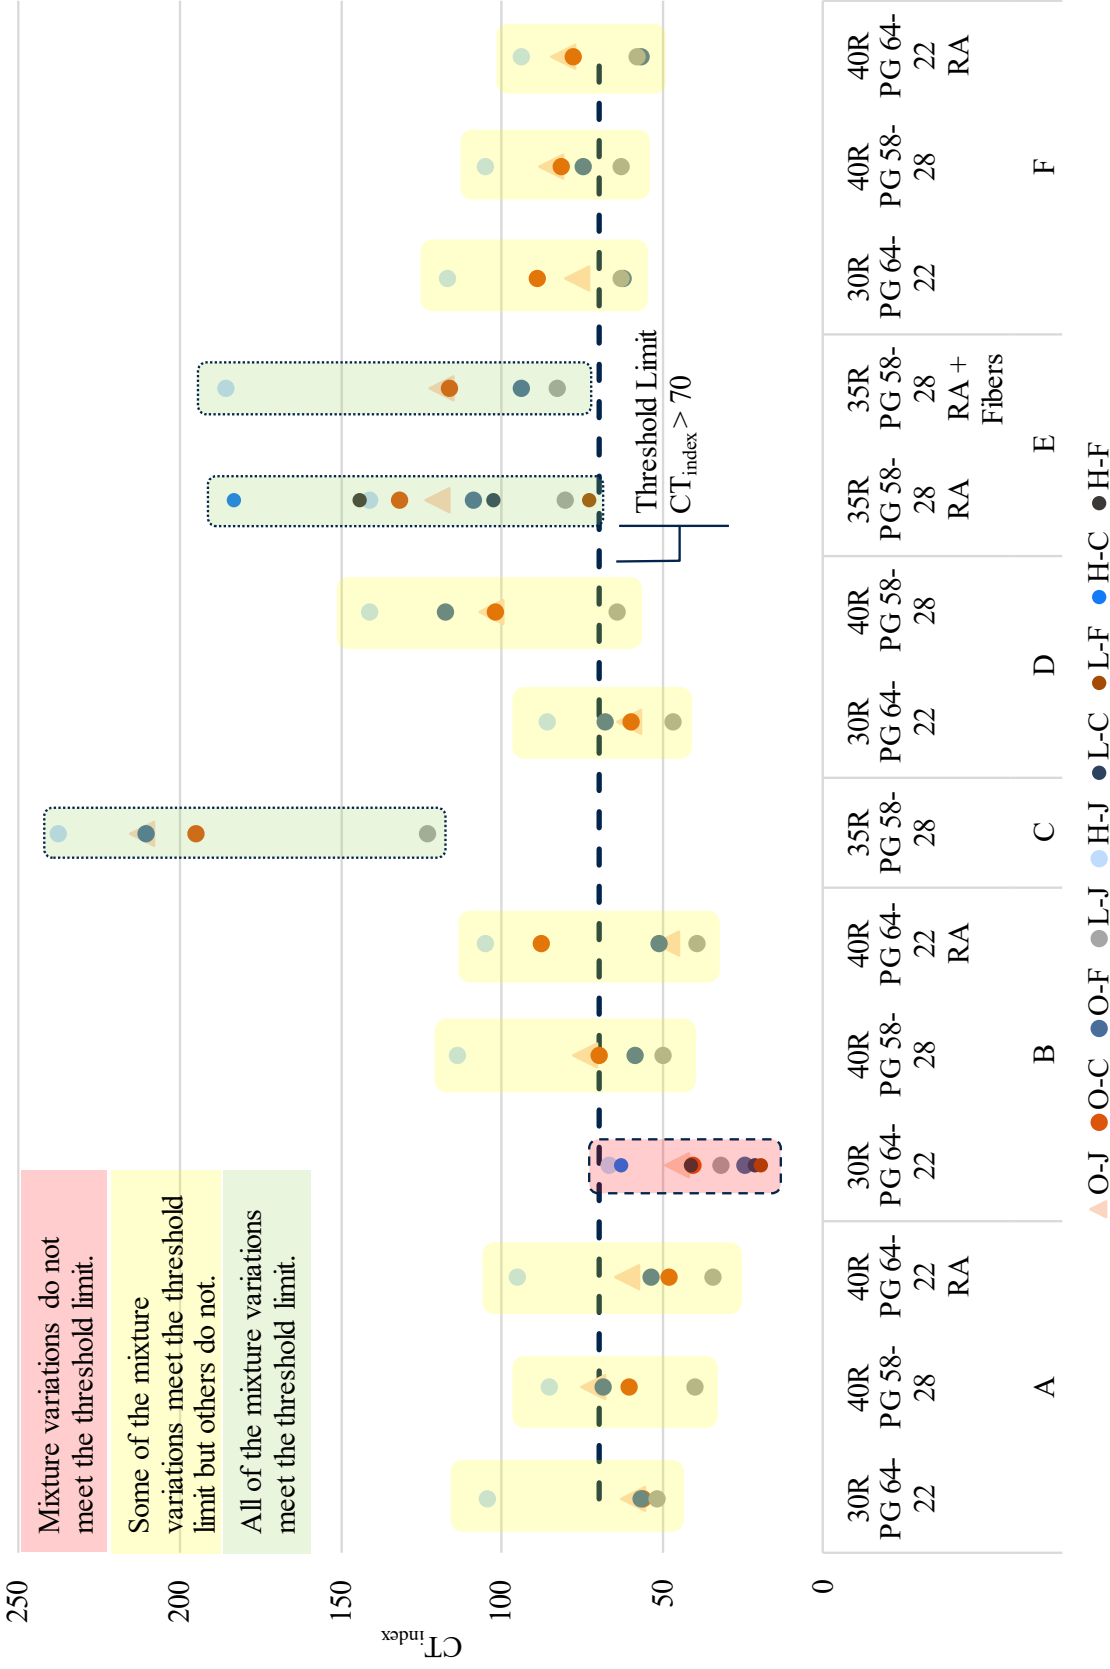 Mixture variations do not
meet the threshold limit.
Some of the mixture
variations meet the threshold
limit but others do not.
All of the mixture variations
meet the threshold limit.
CTindex
250
200
150
100
50
0
Threshold Limit
CTindex> 70
30R
PG 64-
22
40R
PG 58-
28
40R
PG 64-
22
RA
30R
PG 64-
22
40R
PG 58-
28
40R
PG 64-
22
RA
35R
PG 58-
28
30R
PG 64-
22
40R
PG 58-
28
35R
PG 58-
28
RA
35R
PG 58-
28
RA +
Fibers
30R
PG 64-
22
40R
PG 58-
28
40R
PG 64-
22
RA
A
B
C
D
E
F
O-J O-C O-F L-J H-J L-C L-F H-C H-F